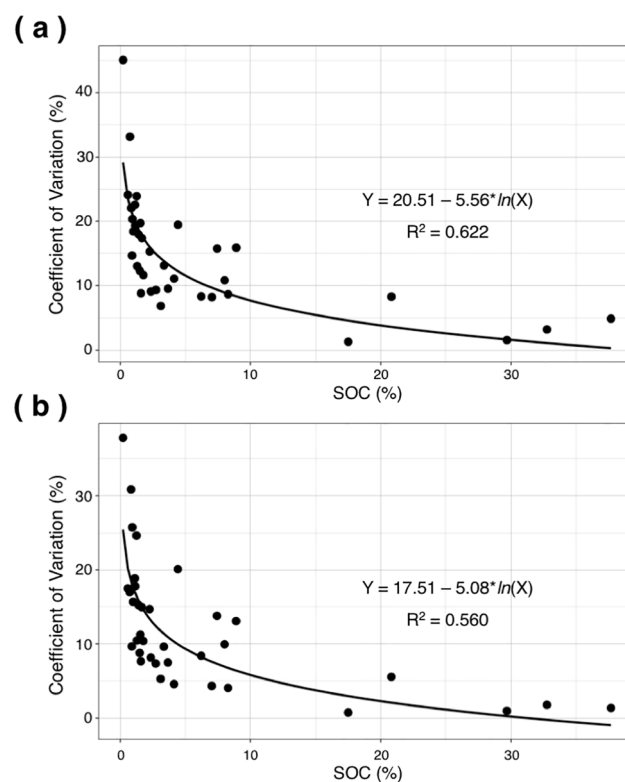 ( a )
Coefficient of Variation (%)
40
30
20
10
0
Y = 20.51 − 5.56*ln(X)
R² = 0.622
0 10 20 30
SOC (%)
( b )
Coefficient of Variation (%)
30
20
10
0
Y = 17.51 − 5.08*ln(X)
R² = 0.560
0 10 20 30
SOC (%)